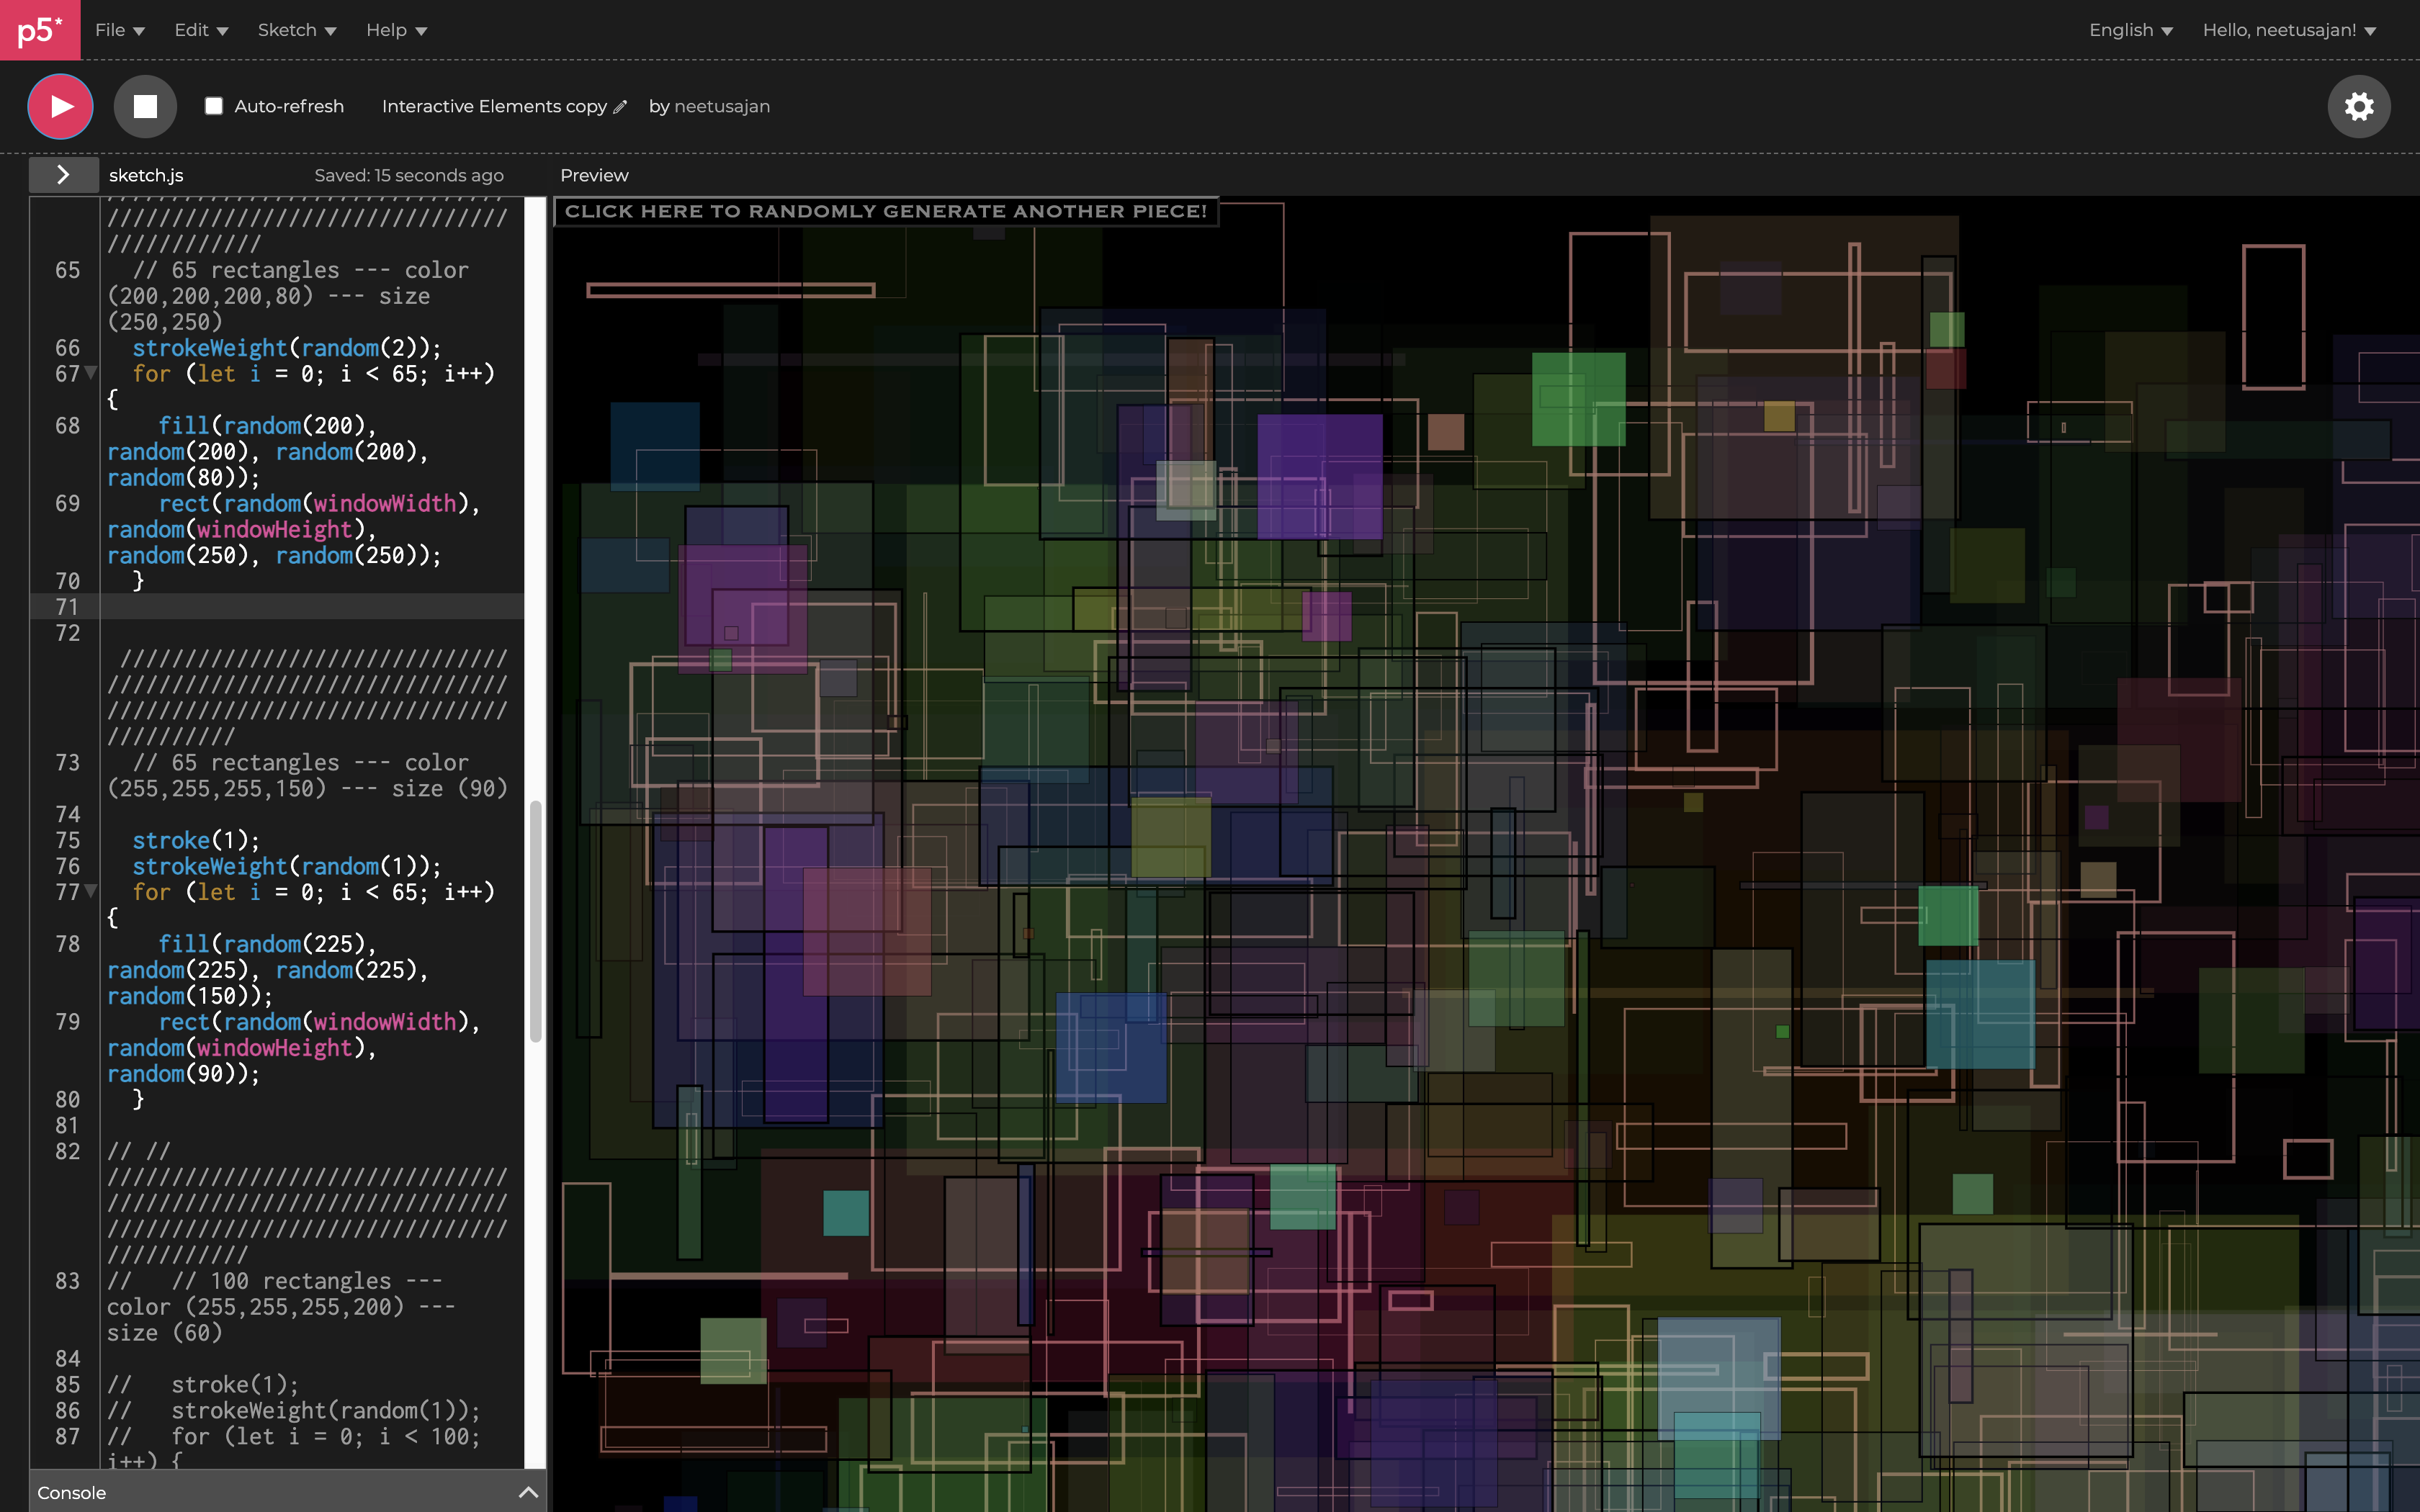 p5* File Edit Sketch Help English Hello, neetusajan!
Auto-refresh Interactive Elements copy by neetusajan
sketch.js Saved: 15 seconds ago Preview
CLICK HERE TO RANDOMLY GENERATE ANOTHER PIECE!
///////////////////////////////
////////////
65 // 65 rectangles --- color
(200,200,200,80) --- size
(250,250)
66 strokeWeight(random(2));
67 for (let i = 0; i < 65; i++)
{
68 fill(random(200),
random(200), random(200),
random(80));
69 rect(random(windowWidth),
random(windowHeight),
random(250), random(250));
70 }
71
72
//////////////////////////////
///////////////////////////////
///////////////////////////////
//////////
73 // 65 rectangles --- color
(255,255,255,150) --- size (90)
74
75 stroke(1);
76 strokeWeight(random(1));
77 for (let i = 0; i < 65; i++)
{
78 fill(random(225),
random(225), random(225),
random(150));
79 rect(random(windowWidth),
random(windowHeight),
random(90));
80 }
81
82 // //
///////////////////////////////
///////////////////////////////
///////////////////////////////
///////////
83 // // 100 rectangles ---
color (255,255,255,200) ---
size (60)
84
85 // stroke(1);
86 // strokeWeight(random(1));
87 // for (let i = 0; i < 100;
i++) {
Console